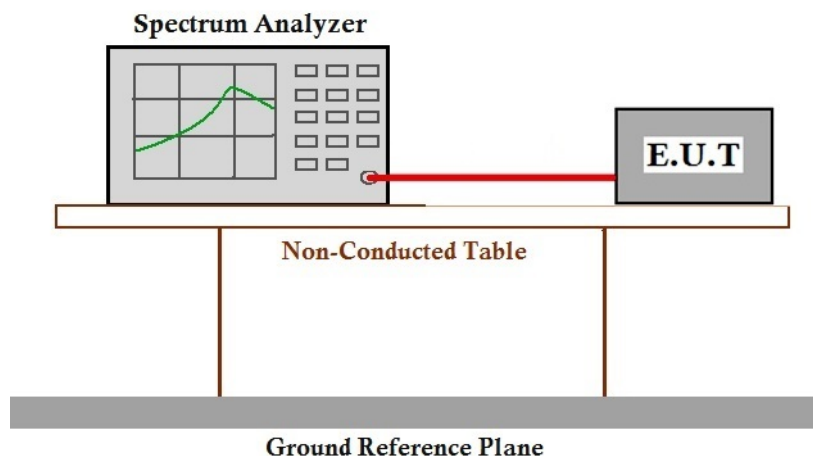 Spectrum Analyzer
E.U.T
Non-Conducted Table
Ground Reference Plane